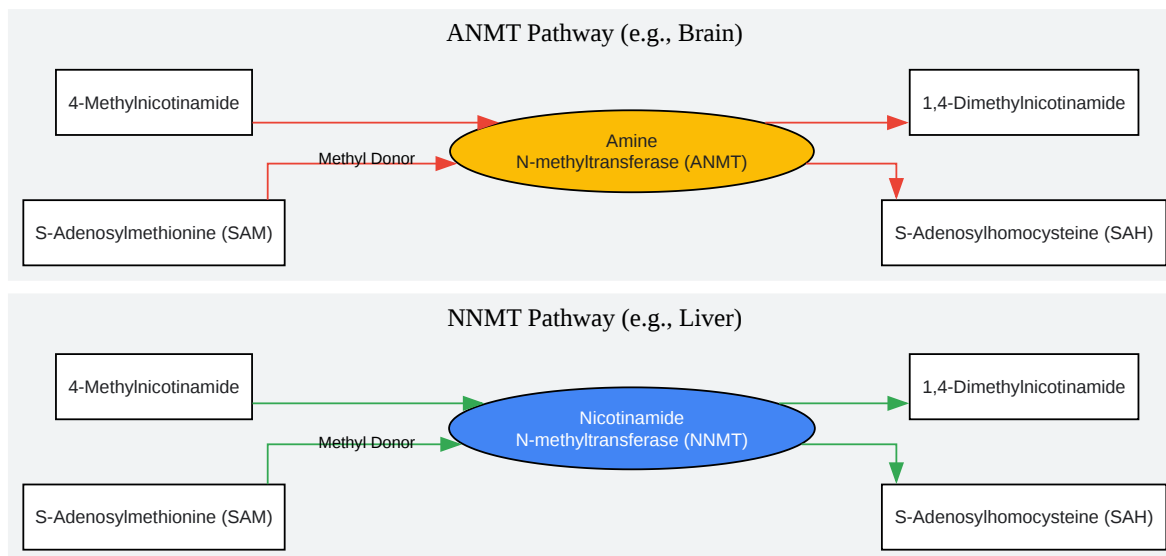 ANMT Pathway (e.g., Brain)
4-Methylnicotinamide
1,4-Dimethylnicotinamide
Amine
N-methyltransferase (ANMT)
Methyl Donor
S-Adenosylmethionine (SAM)
S-Adenosylhomocysteine (SAH)
NNMT Pathway (e.g., Liver)
4-Methylnicotinamide
1,4-Dimethylnicotinamide
Nicotinamide
N-methyltransferase (NNMT)
Methyl Donor
S-Adenosylmethionine (SAM)
S-Adenosylhomocysteine (SAH)